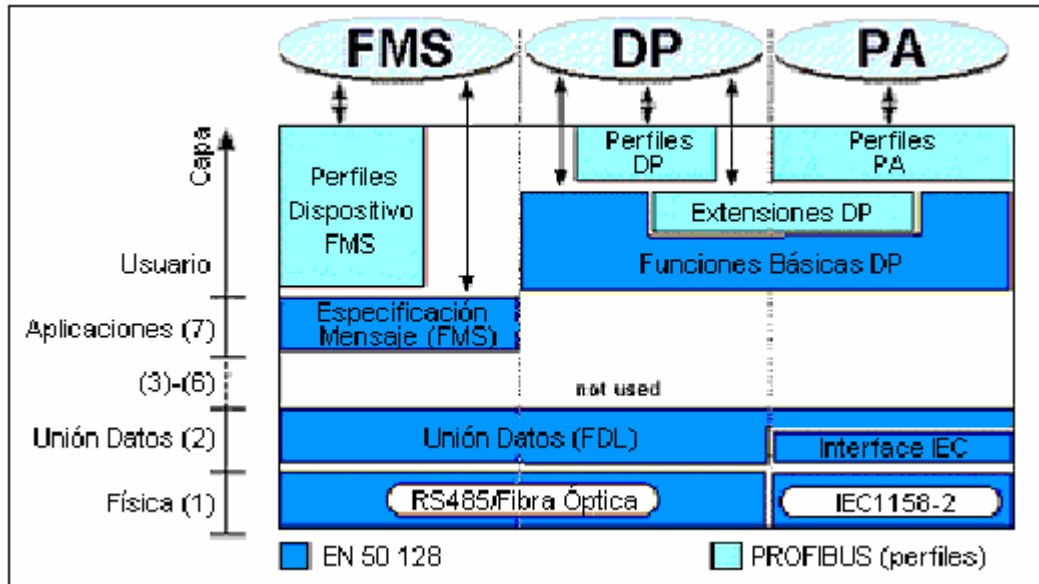 FMS
DP
PA
Capa
Perfiles
Dispositivo
FMS
Perfiles
DP
Perfiles
PA
Extensiones DP
Usuario
Funciones Básicas DP
Aplicaciones (7)
Especificación
Mensaje (FMS)
(3)-(6)
not used
Unión Datos (2)
Unión Datos (FDL)
Interface IEC
Física (1)
RS485/Fibra Óptica
IEC1158-2
EN 50 128
PROFIBUS (perfiles)